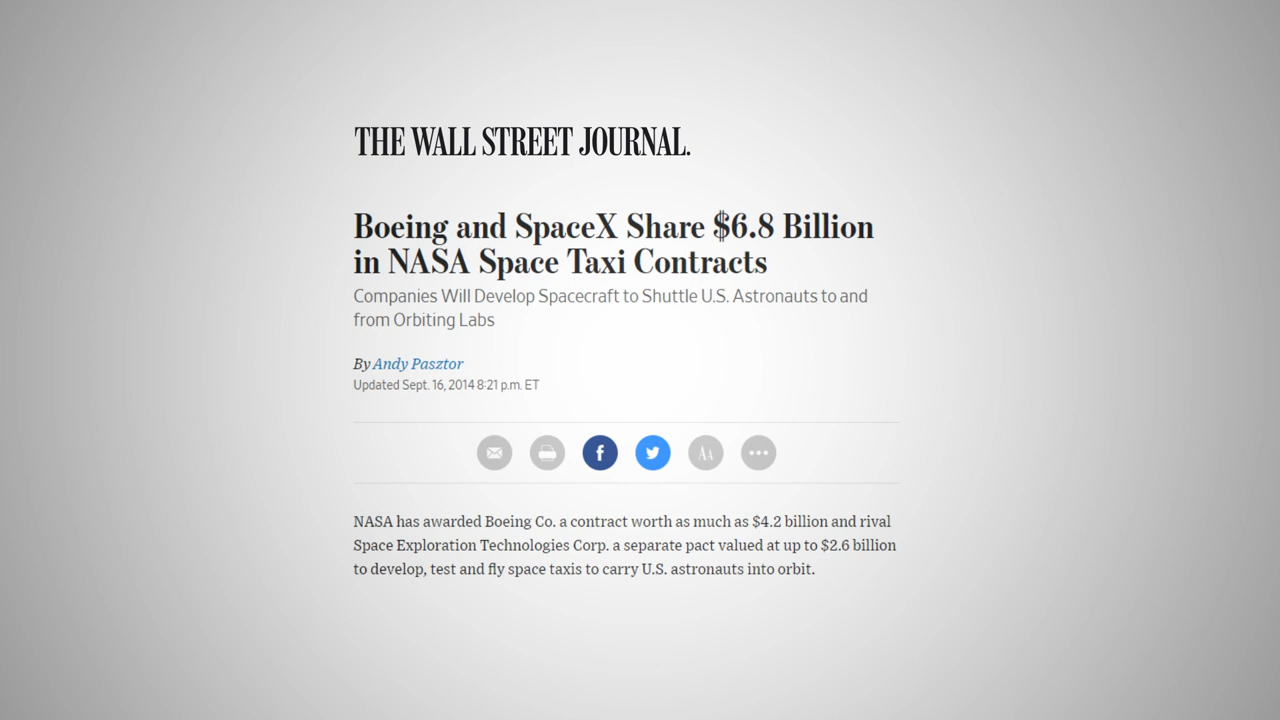 THE WALL STREET JOURNAL.
Boeing and SpaceX Share $6.8 Billion
in NASA Space Taxi Contracts
Companies Will Develop Spacecraft to Shuttle U.S. Astronauts to and
from Orbiting Labs
By Andy Pasztor
Updated Sept. 16, 2014 8:21 p.m. ET
f AA
NASA has awarded Boeing Co. a contract worth as much as $4.2 billion and rival
Space Exploration Technologies Corp. a separate pact valued at up to $2.6 billion
to develop, test and fly space taxis to carry U.S. astronauts into orbit.